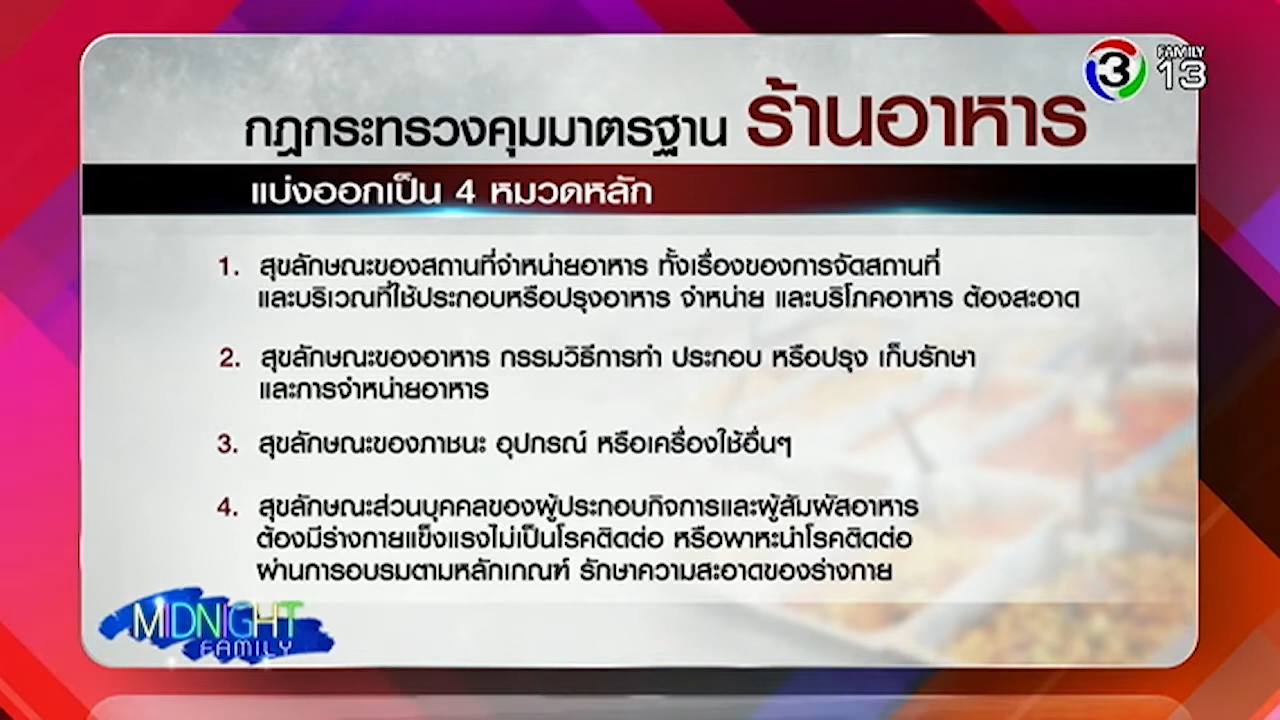 3 FAMILY 13
กฎกระทรวงคุมมาตรฐาน ร้านอาหาร
แบ่งออกเป็น 4 หมวดหลัก
1. สุขลักษณะของสถานที่จำหน่ายอาหาร ทั้งเรื่องของการจัดสถานที่
และบริเวณที่ใช้ประกอบหรือปรุงอาหาร จำหน่าย และบริโภคอาหาร ต้องสะอาด
2. สุขลักษณะของอาหาร กรรมวิธีการทำ ประกอบ หรือปรุง เก็บรักษา
และการจำหน่ายอาหาร
3. สุขลักษณะของภาชนะ อุปกรณ์ หรือเครื่องใช้อื่นๆ
4. สุขลักษณะส่วนบุคคลของผู้ประกอบกิจการและผู้สัมผัสอาหาร
ต้องมีร่างกายแข็งแรงไม่เป็นโรคติดต่อ หรือพาหะนำโรคติดต่อ
ผ่านการอบรมตามหลักเกณฑ์ รักษาความสะอาดของร่างกาย
MIDNIGHT
FAMILY